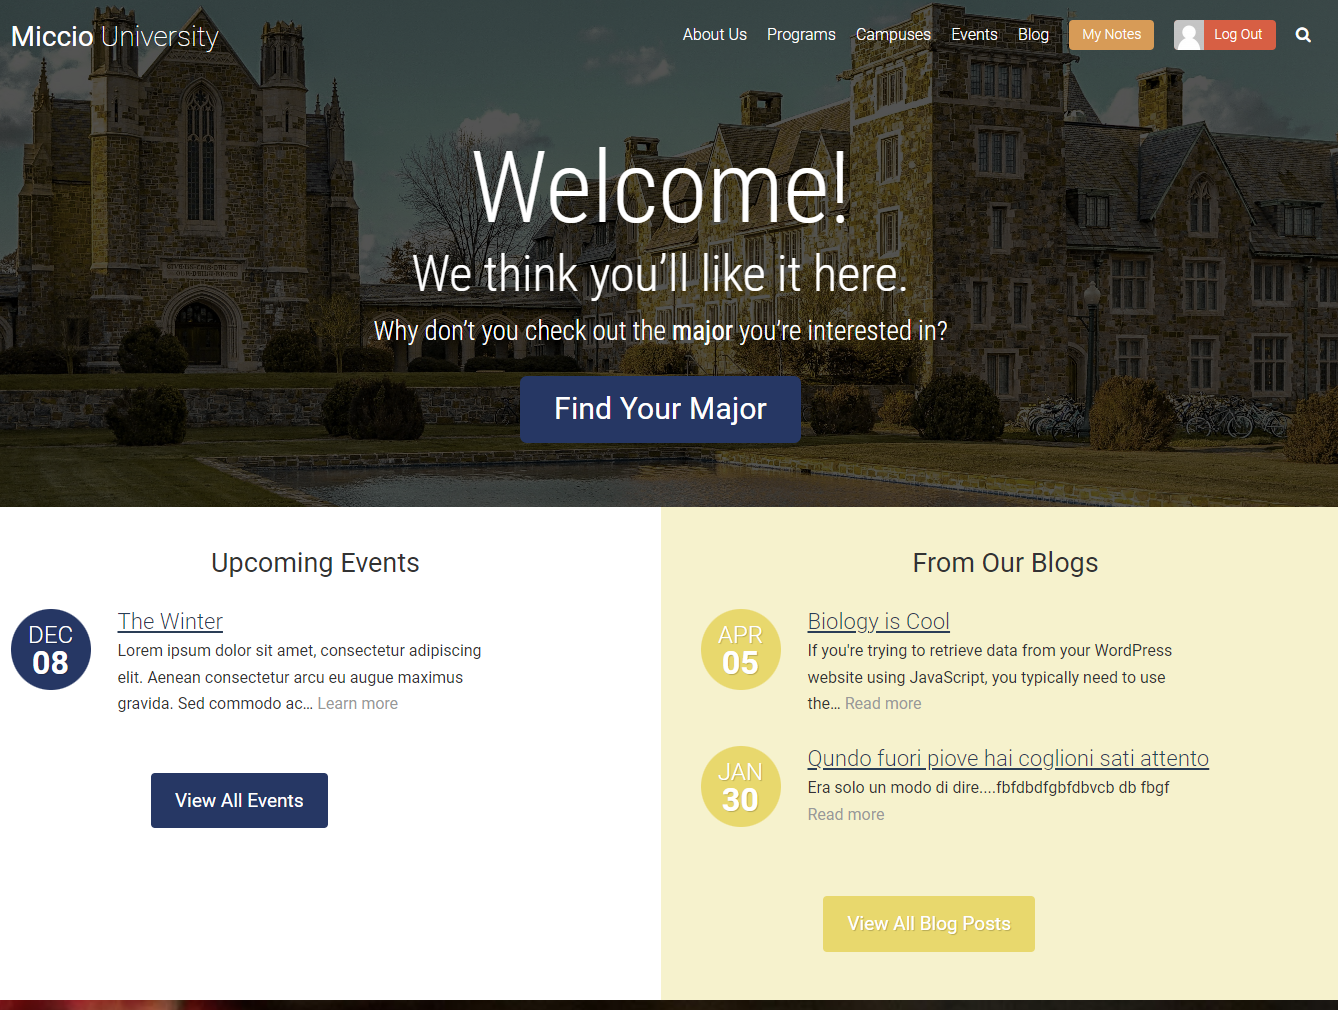 Miccio University
About Us Programs Campuses Events Blog My Notes Log Out
Welcome!
We think you’ll like it here.
Why don’t you check out the major you’re interested in?
Find Your Major
Upcoming Events
DEC
08
The Winter
Lorem ipsum dolor sit amet, consectetur adipiscing
elit. Aenean consectetur arcu eu augue maximus
gravida. Sed commodo ac… Learn more
View All Events
From Our Blogs
APR
05
Biology is Cool
If you're trying to retrieve data from your WordPress
website using JavaScript, you typically need to use
the… Read more
JAN
30
Qundo fuori piove hai coglioni sati attento
Era solo un modo di dire....fbfdbdfgbfdbvcb db fbgf
Read more
View All Blog Posts